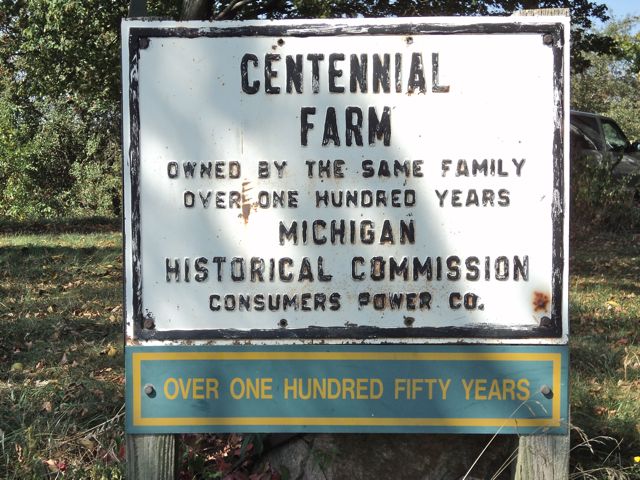 CENTENNIAL
FARM
OWNED BY THE SAME FAMILY
OVER ONE HUNDRED YEARS
MICHIGAN
HISTORICAL COMMISSION
CONSUMERS POWER CO.
OVER ONE HUNDRED FIFTY YEARS